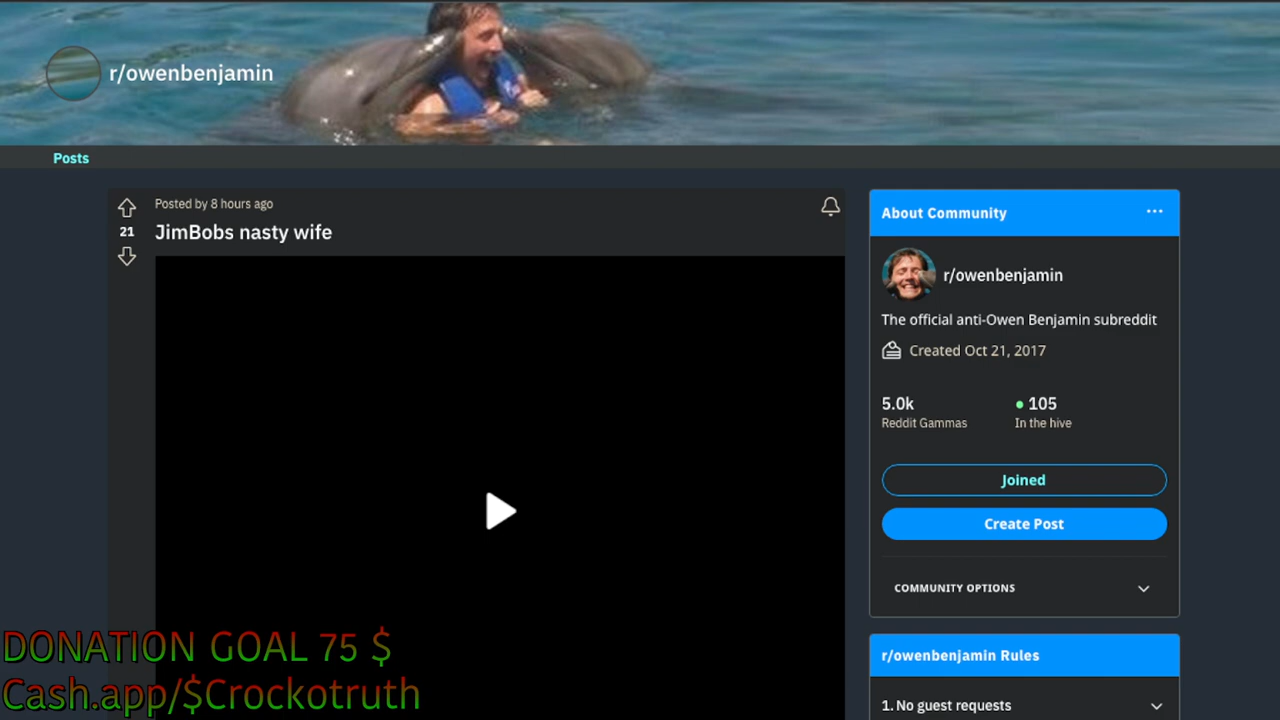 r/owenbenjamin
Posts
Posted by 8 hours ago
21
JimBobs nasty wife
About Community
r/owenbenjamin
The official anti-Owen Benjamin subreddit
Created Oct 21, 2017
5.0k
105
Reddit Gammas
In the hive
Joined
Create Post
COMMUNITY OPTIONS
r/owenbenjamin Rules
1. No guest requests
DONATION GOAL 75 $
Cash.app/$Crockotruth